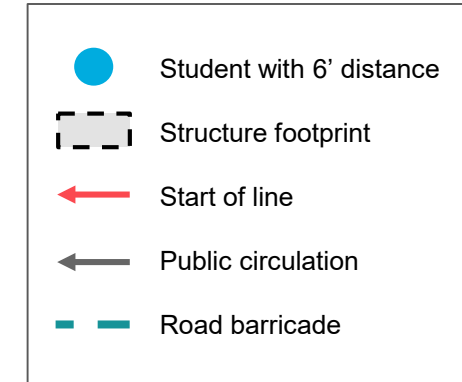 Student with 6’ distance
Structure footprint
Start of line
Public circulation
Road barricade